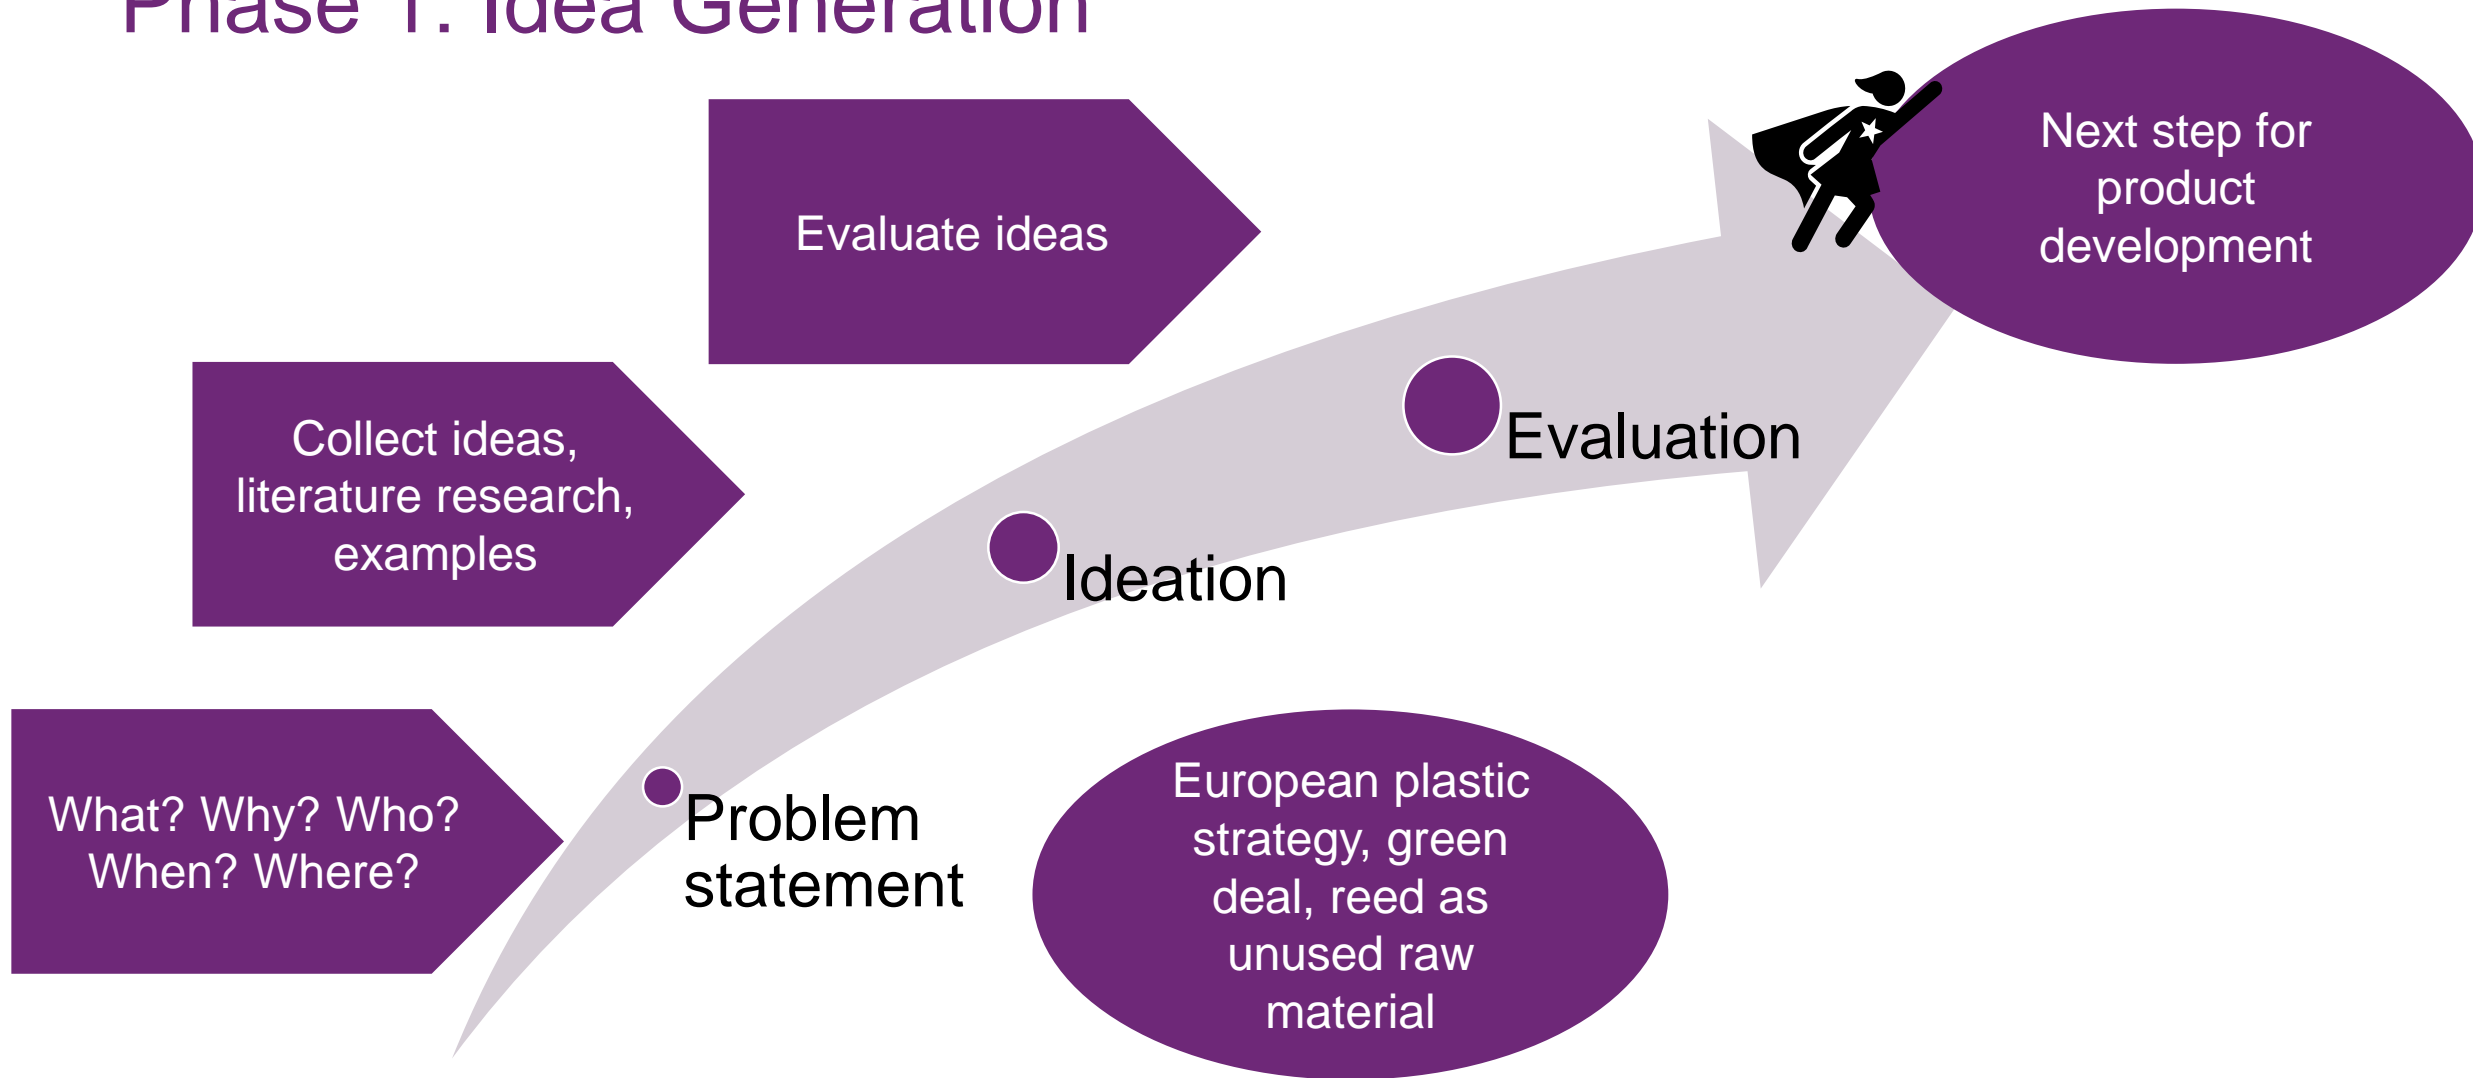 Phase 1: Idea Generation
Evaluate ideas
Next step for
product
development
Collect ideas,
literature research,
examples
Evaluation
Ideation
What? Why? Who?
When? Where?
Problem
statement
European plastic
strategy, green
deal, reed as
unused raw
material